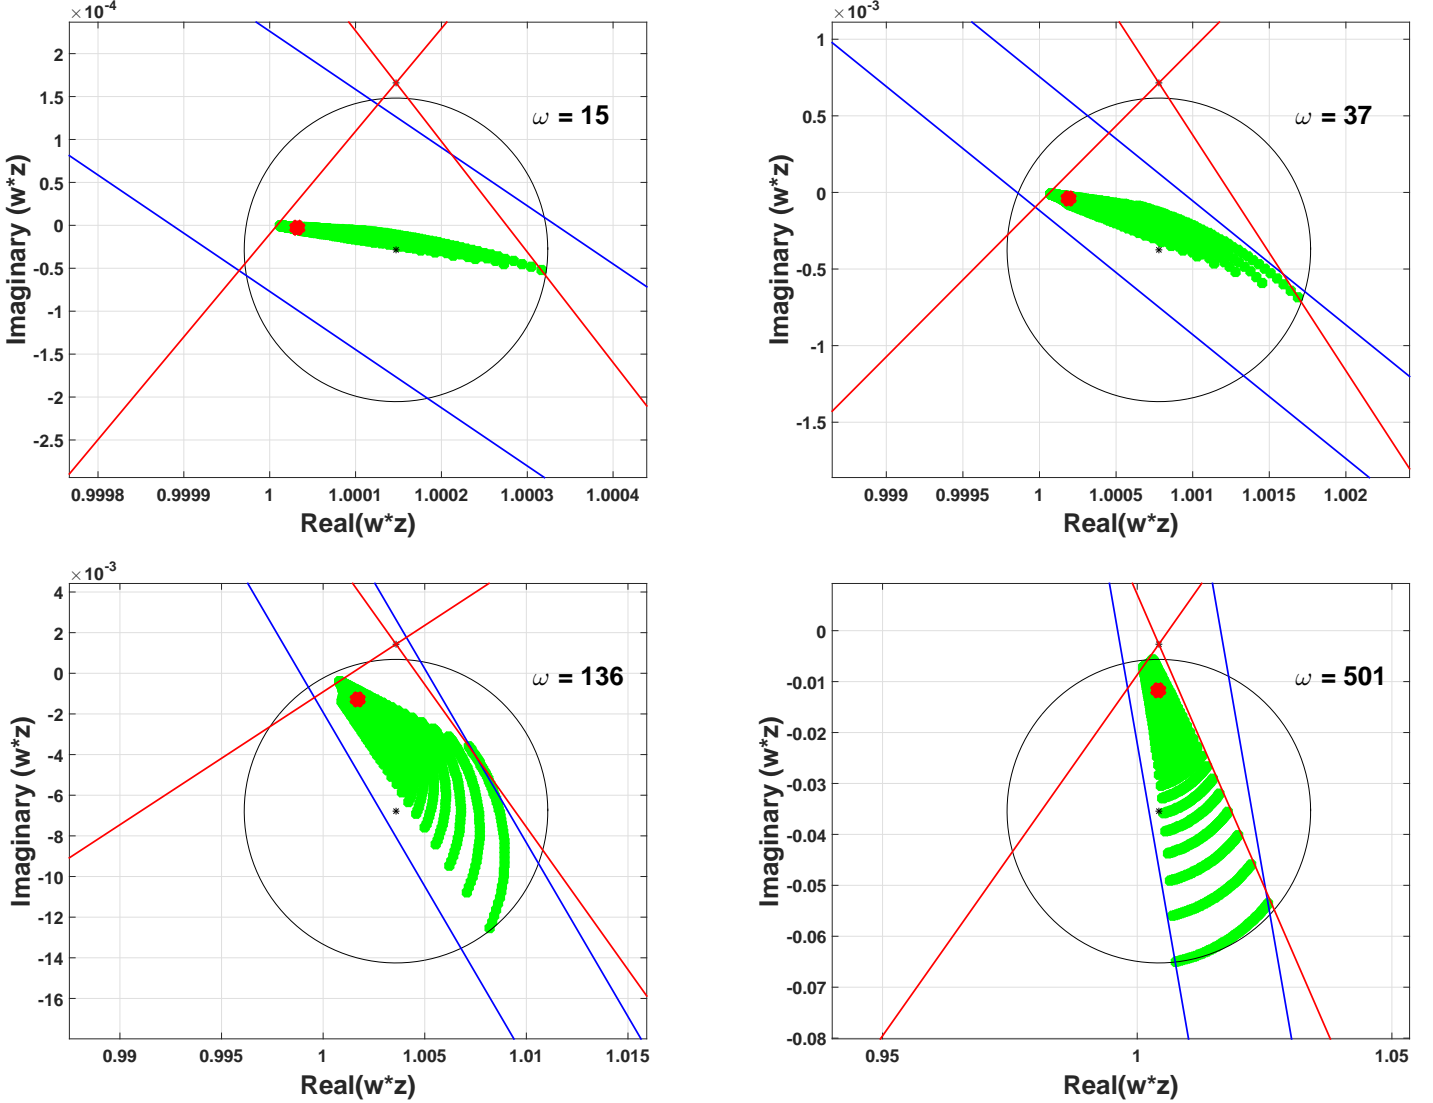 ×10-4
ω = 15
2
1.5
1
0.5
0
-0.5
-1
-1.5
-2
-2.5
Imaginary (w*z)
0.9998 0.9999 1 1.0001 1.0002 1.0003 1.0004
Real(w*z)
×10-3
ω = 37
1
0.5
0
-0.5
-1
-1.5
Imaginary (w*z)
0.999 0.9995 1 1.0005 1.001 1.0015 1.002
Real(w*z)
×10-3
ω = 136
4
2
0
-2
-4
-6
-8
-10
-12
-14
-16
Imaginary (w*z)
0.99 0.995 1 1.005 1.01 1.015
Real(w*z)
ω = 501
0
-0.01
-0.02
-0.03
-0.04
-0.05
-0.06
-0.07
-0.08
Imaginary (w*z)
0.95 1 1.05
Real(w*z)